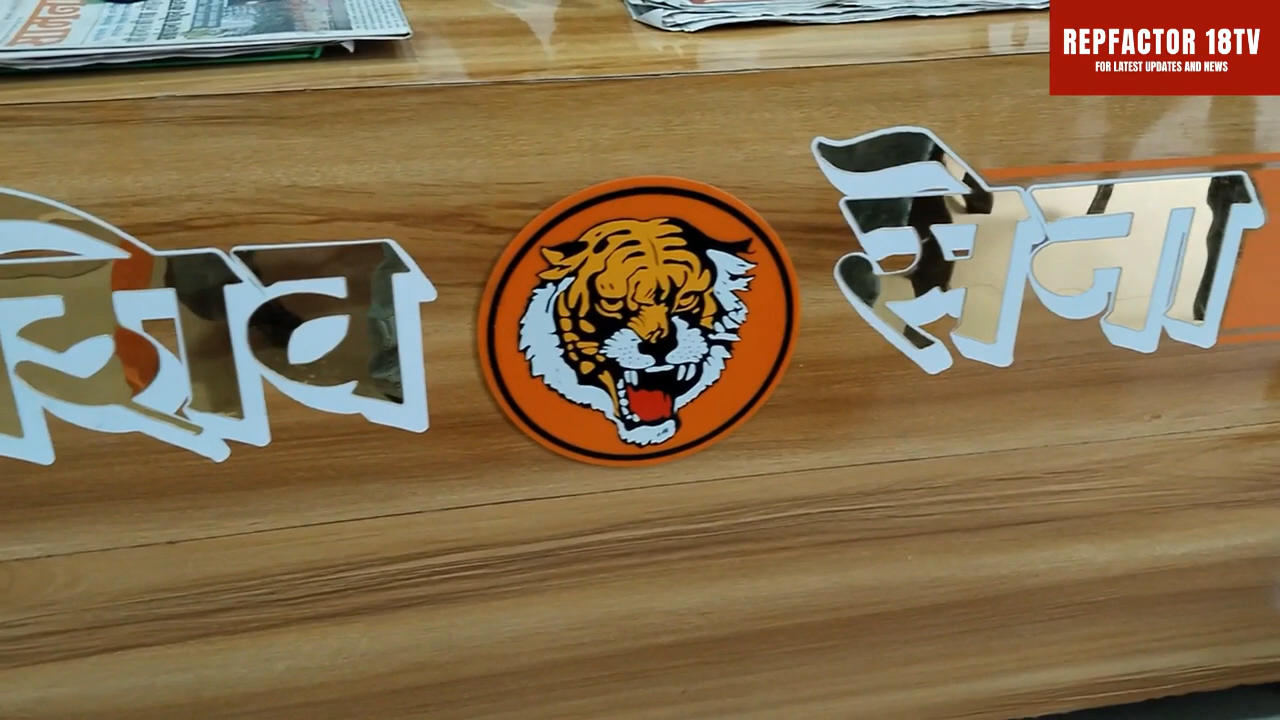 REPFACTOR 18TV
FOR LATEST UPDATES AND NEWS
शिव सेना